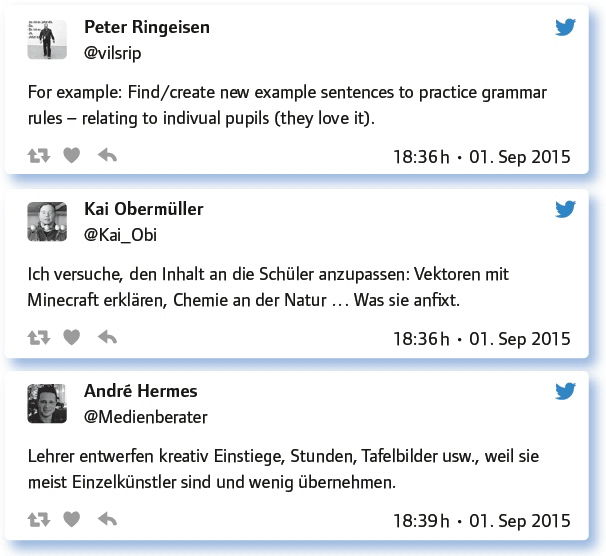 Peter Ringeisen
@vilsrip
For example: Find/create new example sentences to practice grammar
rules – relating to indivual pupils (they love it).
18:36 h • 01. Sep 2015
Kai Obermüller
@Kai_Obi
Ich versuche, den Inhalt an die Schüler anzupassen: Vektoren mit
Minecraft erklären, Chemie an der Natur … Was sie anfixt.
18:36 h • 01. Sep 2015
André Hermes
@Medienberater
Lehrer entwerfen kreativ Einstiege, Stunden, Tafelbilder usw., weil sie
meist Einzelkünstler sind und wenig übernehmen.
18:39 h • 01. Sep 2015